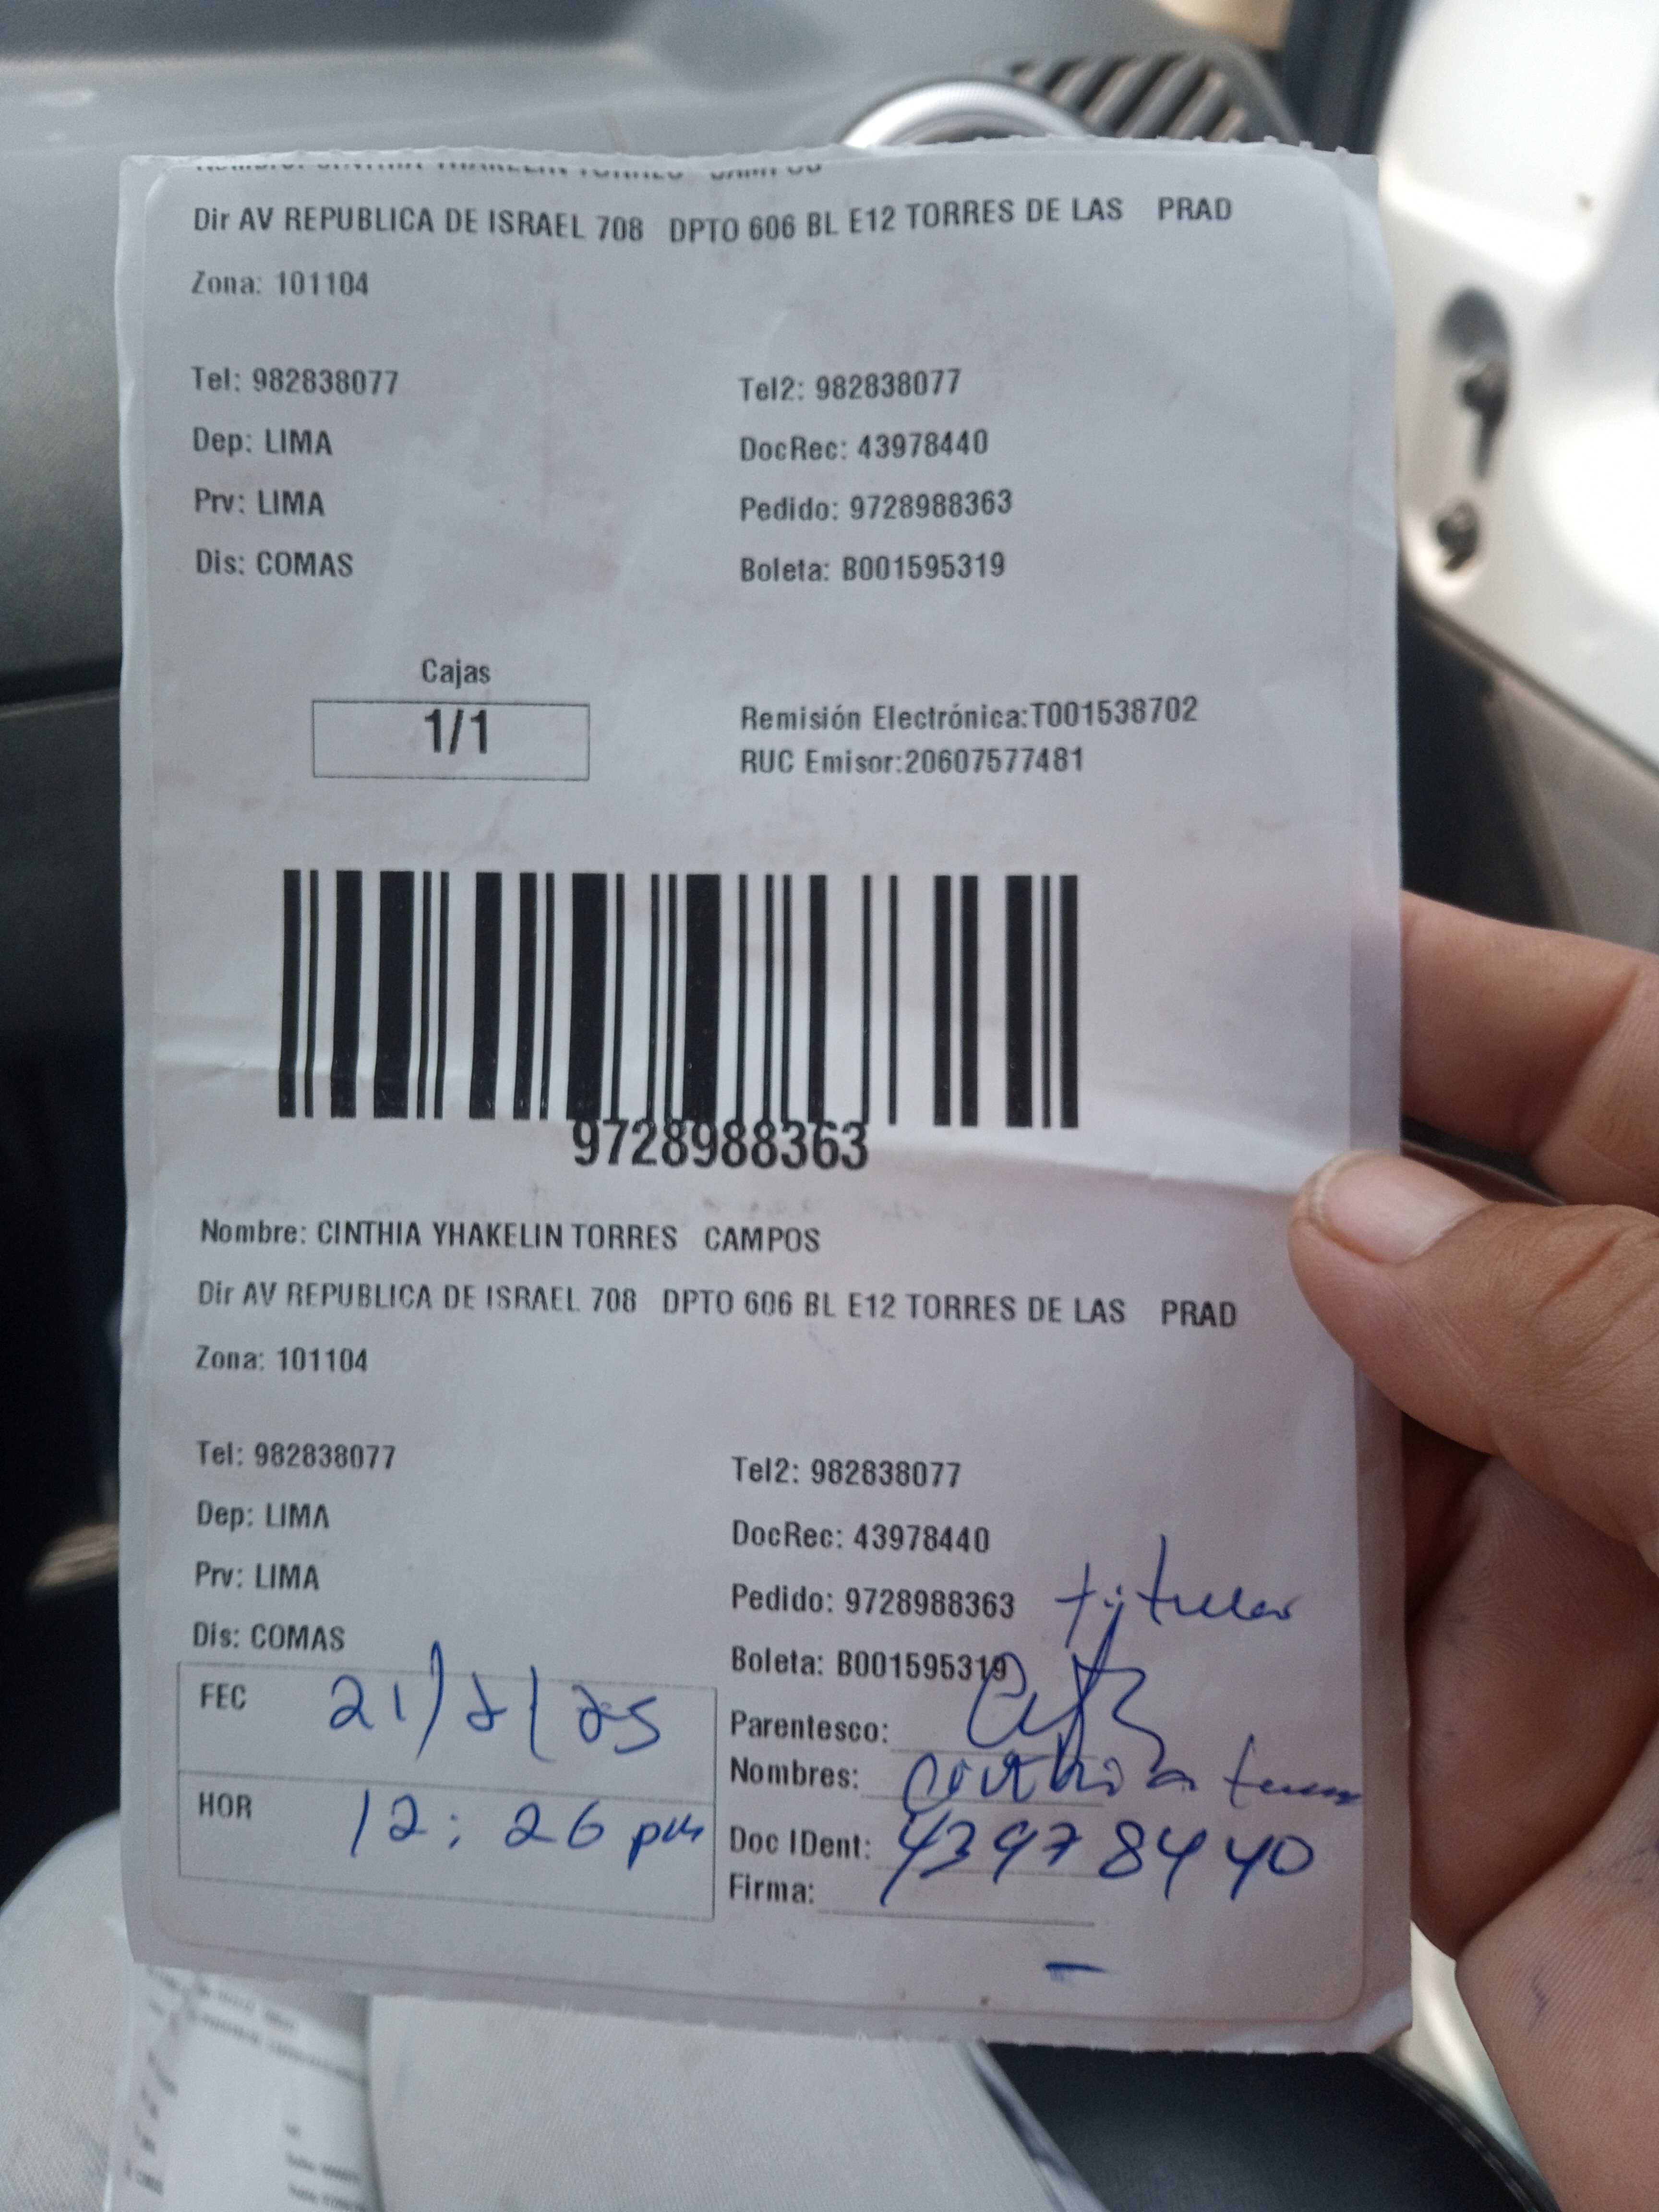 Dir AV REPUBLICA DE ISRAEL 708 DPTO 606 BL E12 TORRES DE LAS PRAD
Zona: 101104
Tel: 982838077 Tel2: 982838077
Dep: LIMA DocRec: 43978440
Prv: LIMA Pedido: 9728988363
Dis: COMAS Boleta: B001595319
Cajas
1/1
Remisión Electrónica:T001538702
RUC Emisor:20607577481
9728988363
Nombre: CINTHIA YHAKELIN TORRES CAMPOS
Dir AV REPUBLICA DE ISRAEL 708 DPTO 606 BL E12 TORRES DE LAS PRAD
Zona: 101104
Tel: 982838077 Tel2: 982838077
Dep: LIMA DocRec: 43978440
Prv: LIMA Pedido: 9728988363 titular
Dis: COMAS Boleta: B001595319
FEC 21/2/25 Parentesco:
Nombres:
HOR 12:26 pm Doc IDent: 43978440
Firma: